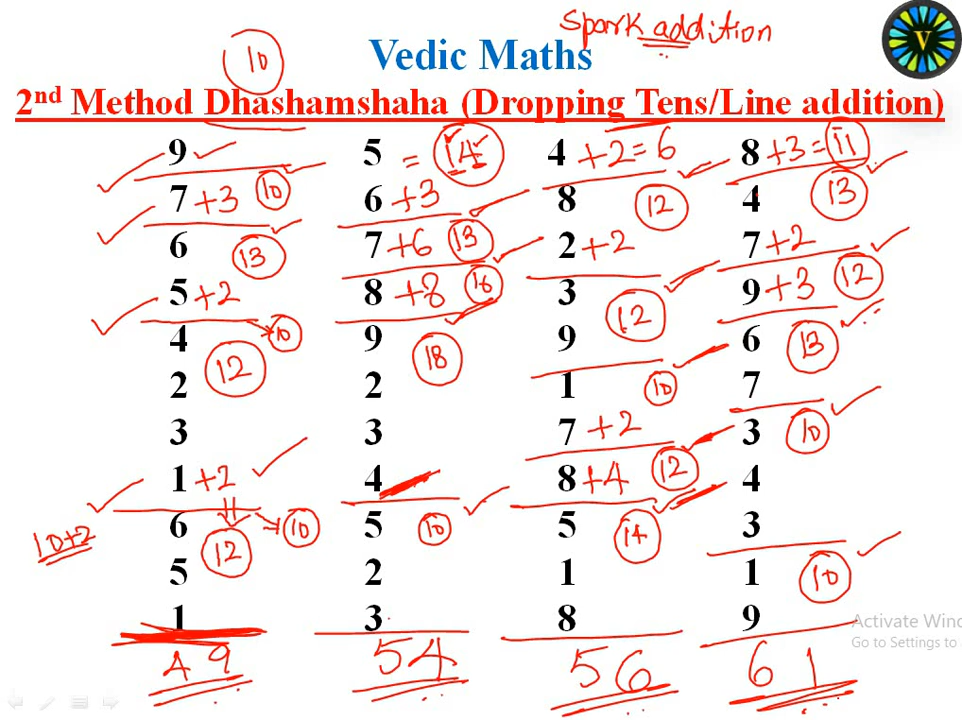 Spark addition
10
V
Vedic Maths
2nd Method Dhashamshaha (Dropping Tens/Line addition)
9 5 = 14 4 +2=6 8 +3=11
7 +3 10 6 +3 8 12 4 13
6 13 7 +6 13 2 +2 7 +2
5 +2 8 +8 16 3 12 9 +3 12
4 10 12 9 18 9 6 13
2 2 1 10 7
3 3 7 +2 3 10
1 +2 4 8 +4 12 4
10+2 6 12 10 5 10 5 14 3
5 2 1 1 10
1 3 8 9
49 54 56 61
Activate Wind
Go to Settings to